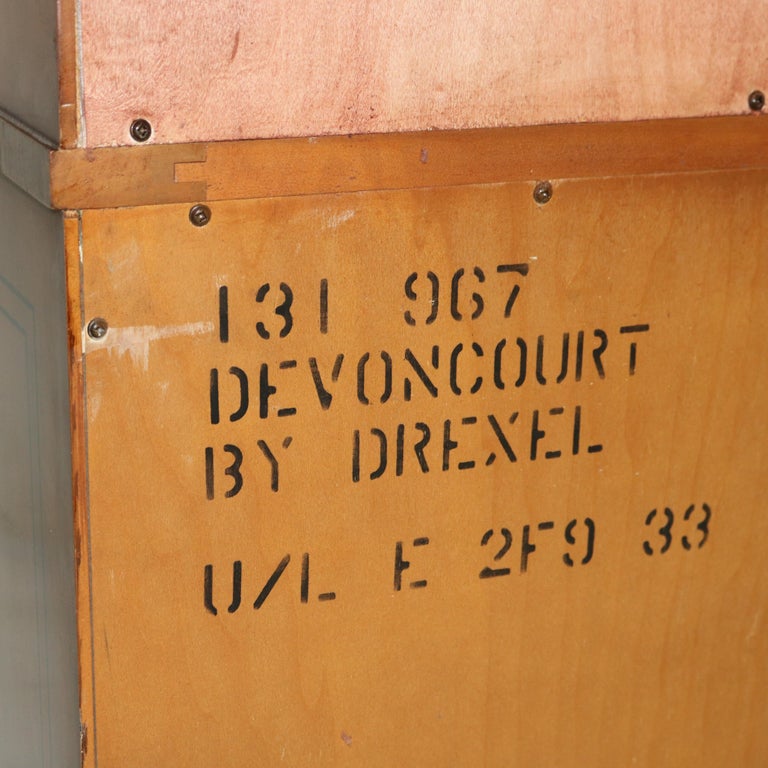 131 967
DEVONCOURT
BY DREXEL
U/L E 2F9 33